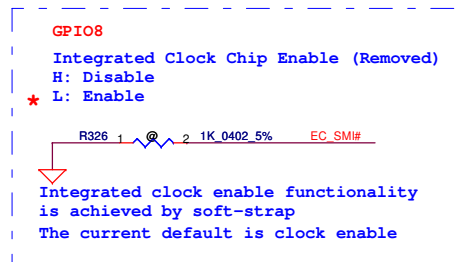 GPIO8
Integrated Clock Chip Enable (Removed)
H: Disable
* L: Enable
R326 1 @ 2 1K_0402_5% EC_SMI#
Integrated clock enable functionality
is achieved by soft-strap
The current default is clock enable